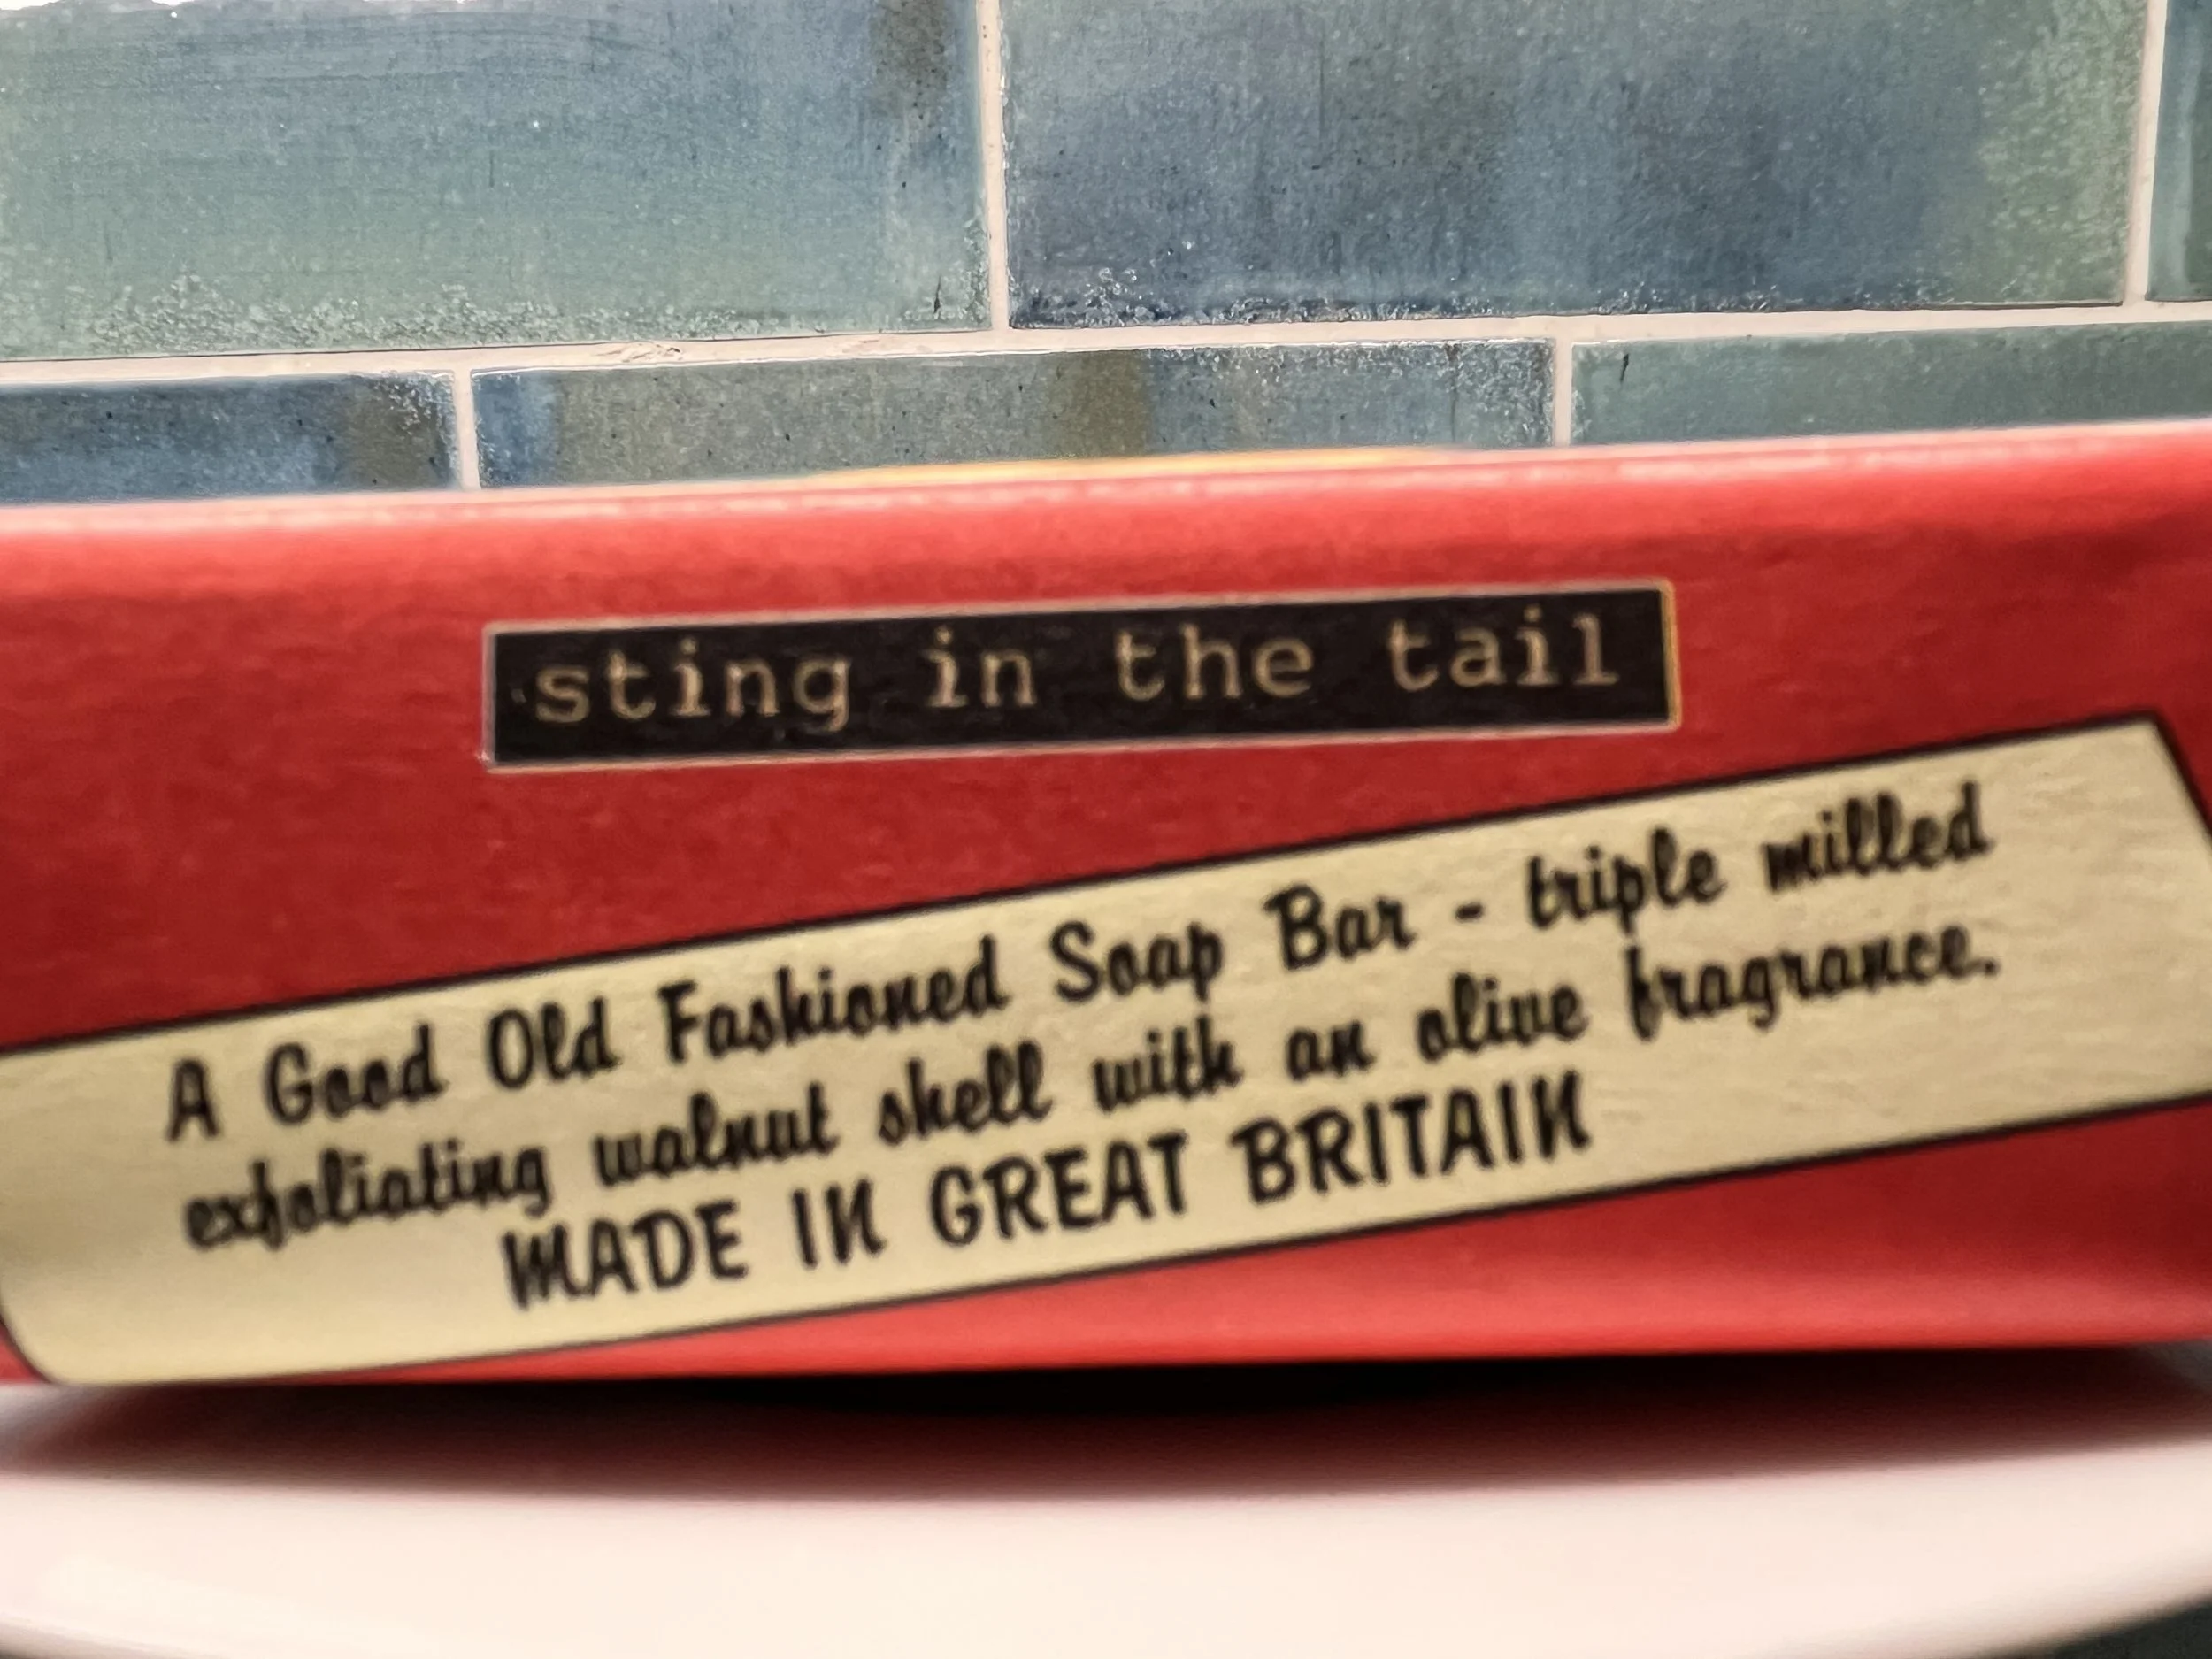 sting in the tail
A Good Old Fashioned Soap Bar - triple milled
exfoliating walnut shell with an olive fragrance.
MADE IN GREAT BRITAIN